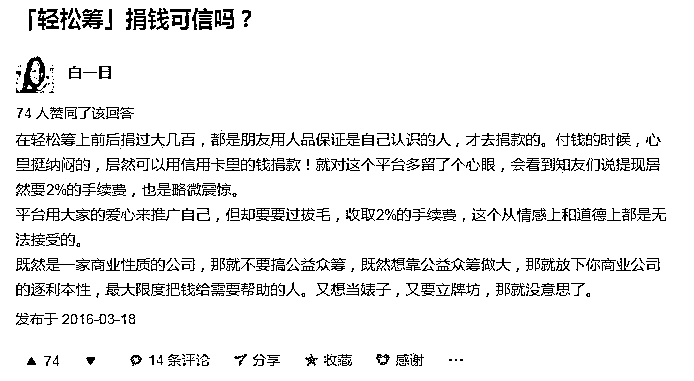 「轻松筹」捐钱可信吗？
白一日
74 人赞同了该回答
在轻松筹上前后捐过大几百，都是朋友用人品保证是自己认识的人，才去捐款的。付钱的时候，心
里挺纳闷的，居然可以用信用卡里的钱捐款！就对这个平台多留了个心眼，会看到知友们说提现居
然要2%的手续费，也是略微震惊。
平台用大家的爱心来推广自己，但却要要过拔毛，收取2%的手续费，这个从情感上和道德上都是无
法接受的。
既然是一家商业性质的公司，那就不要搞公益众筹，既然想靠公益众筹做大，那就放下你商业公司
的逐利本性，最大限度把钱给需要帮助的人。又想当婊子，又要立牌坊，那就没意思了。
发布于 2016-03-18
▲ 74 ▼ 14 条评论 分享 收藏 感谢 ···